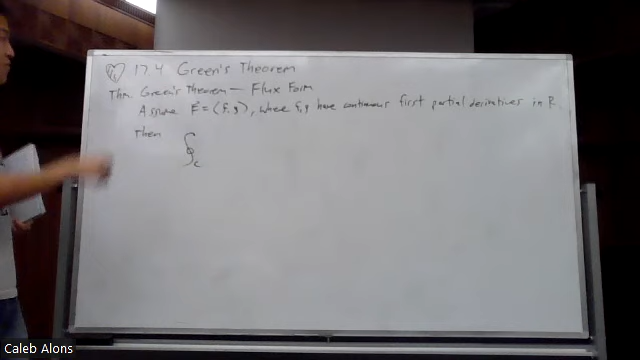 17.4 Green's Theorem
Thm. Green's Theorem — Flux Form
Assume F⃗ = ⟨f, g⟩, where f, g have continuous first partial derivatives in R.
Then ∮_C
Caleb Alons